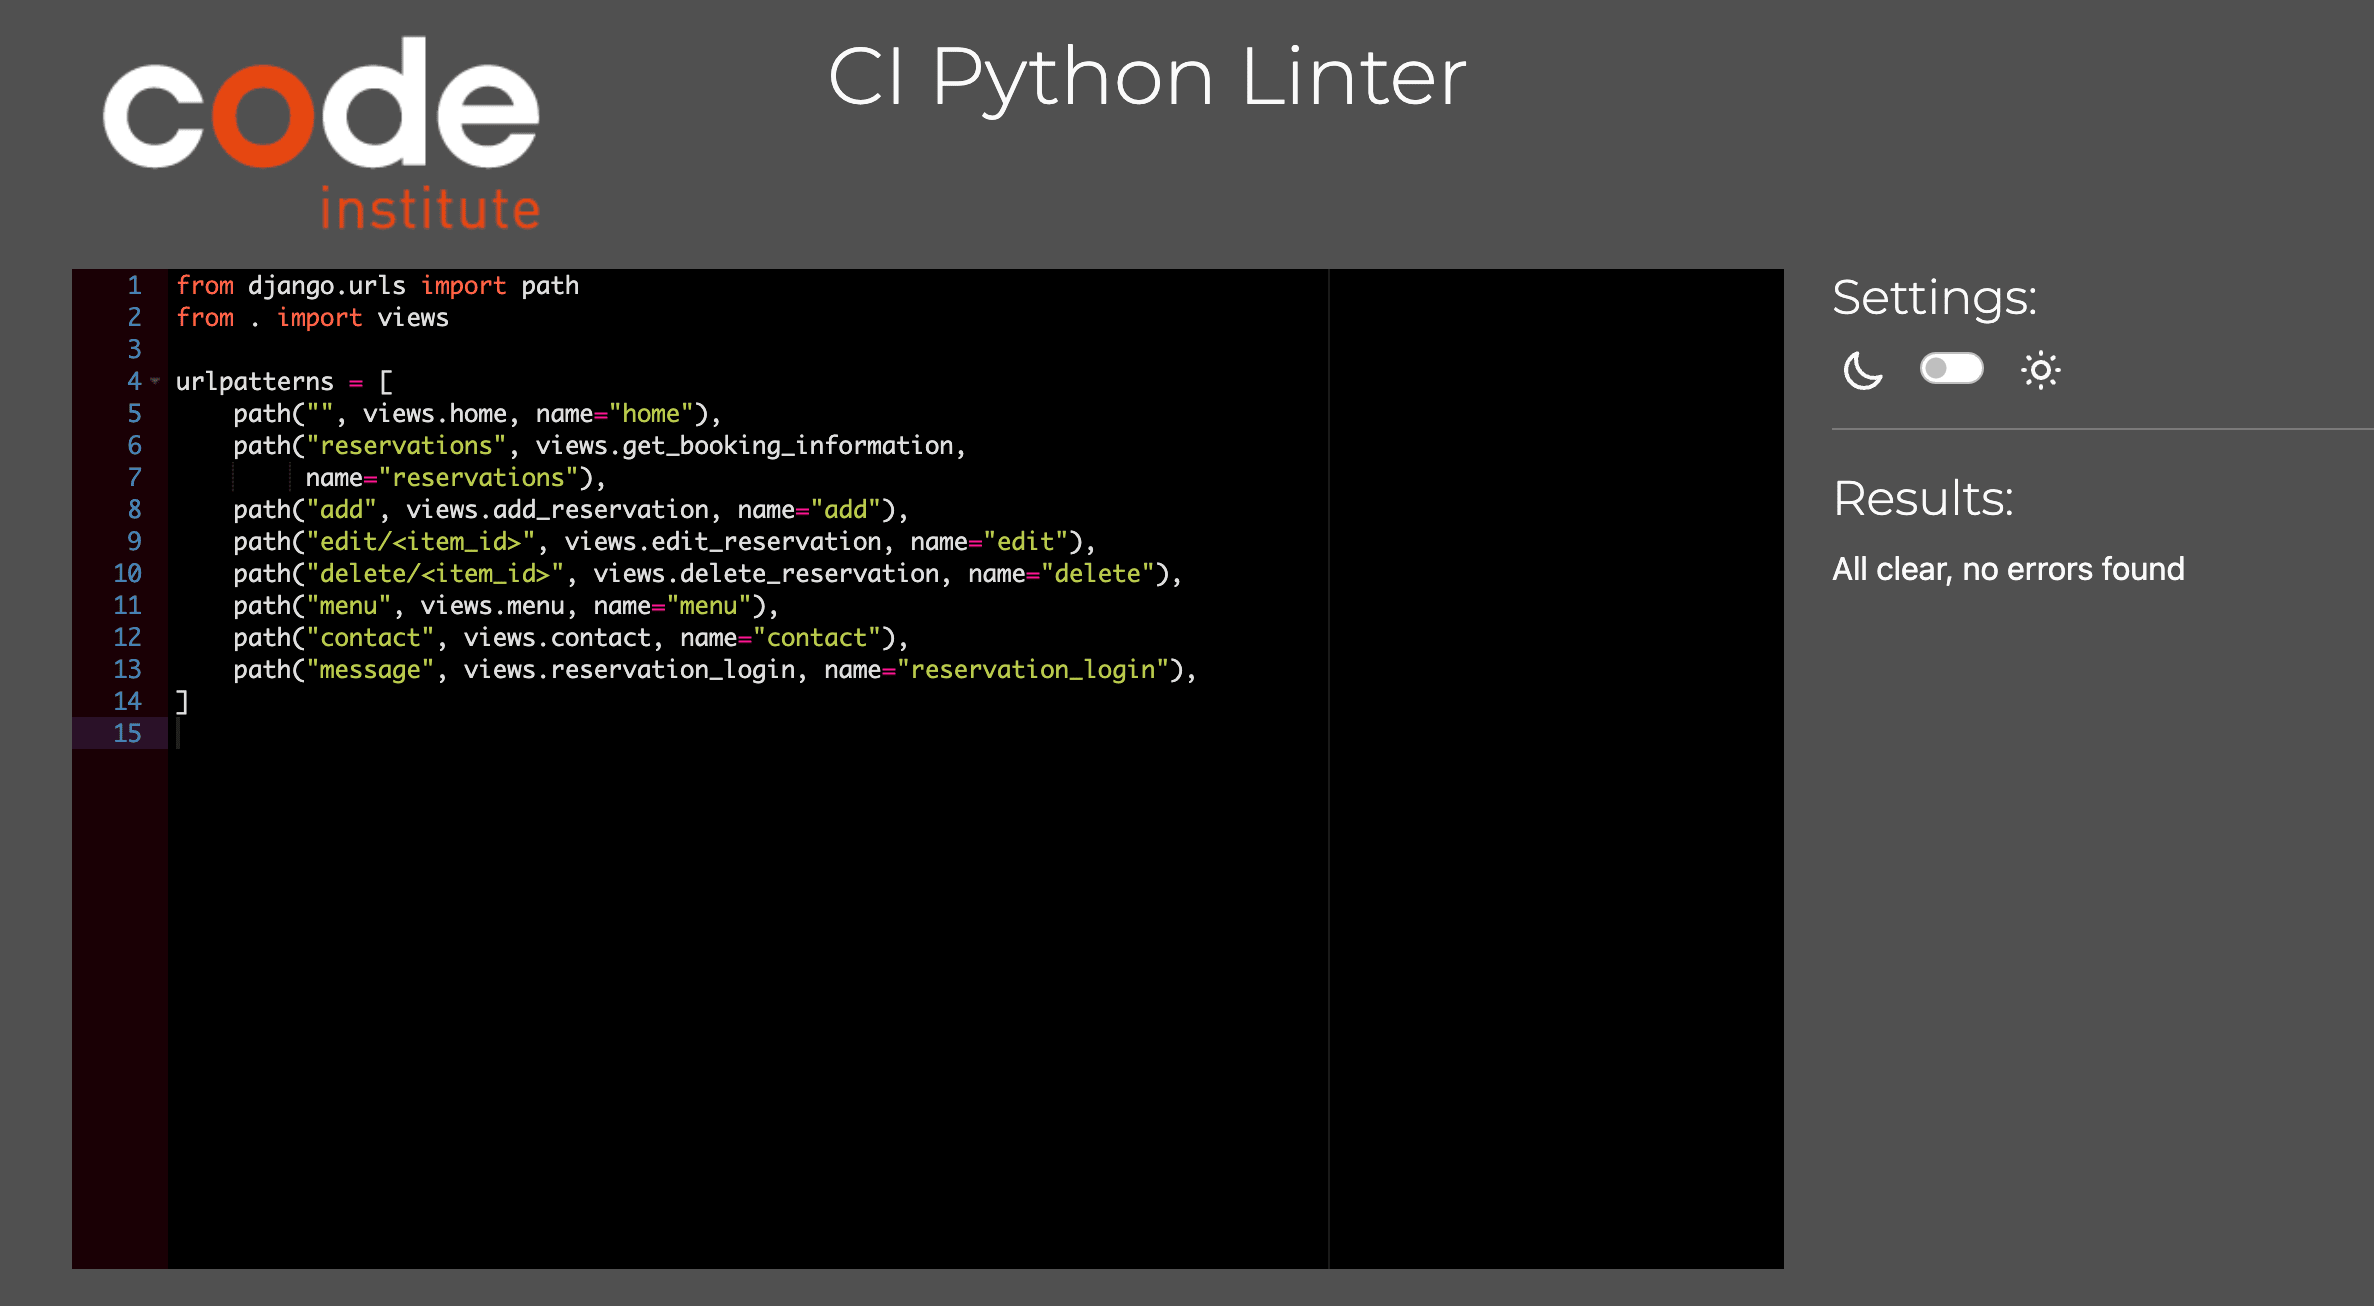 code
institute
CI Python Linter
1 from django.urls import path
2 from . import views
3
4 urlpatterns = [
5     path("", views.home, name="home"),
6     path("reservations", views.get_booking_information,
7          name="reservations"),
8     path("add", views.add_reservation, name="add"),
9     path("edit/<item_id>", views.edit_reservation, name="edit"),
10     path("delete/<item_id>", views.delete_reservation, name="delete"),
11     path("menu", views.menu, name="menu"),
12     path("contact", views.contact, name="contact"),
13     path("message", views.reservation_login, name="reservation_login"),
14 ]
15
Settings:
Results:
All clear, no errors found